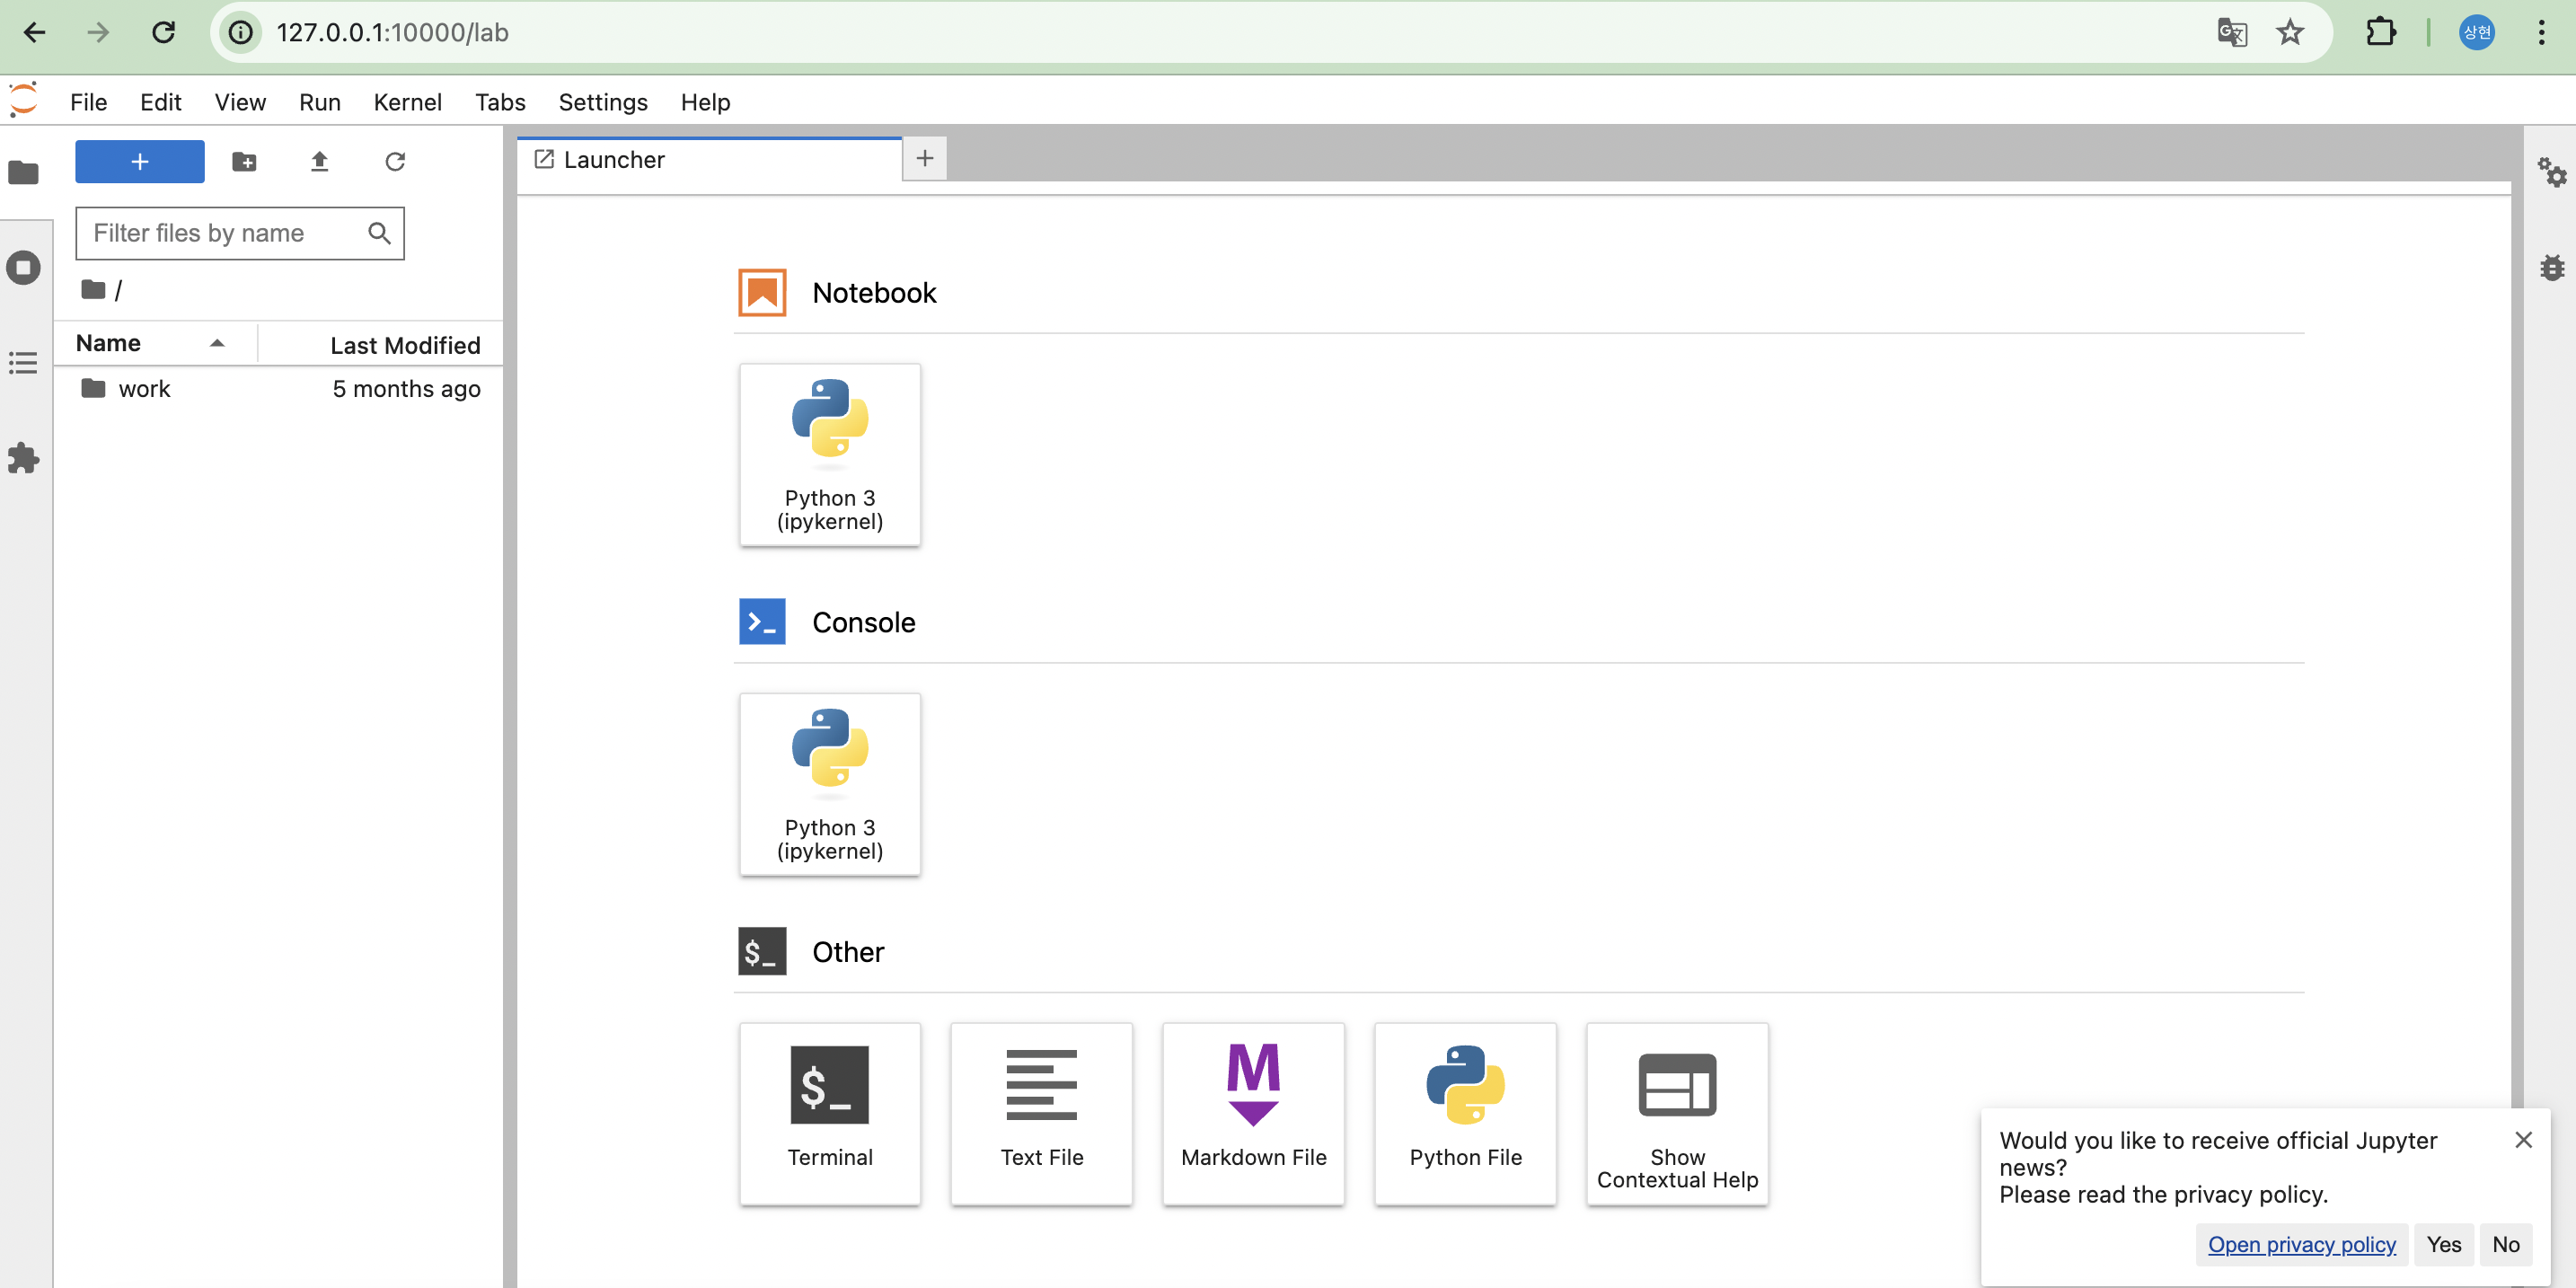 127.0.0.1:10000/lab
상현
File Edit View Run Kernel Tabs Settings Help
Launcher
Filter files by name
/
Name Last Modified
work 5 months ago
Notebook
Python 3
(ipykernel)
Console
Python 3
(ipykernel)
$_ Other
$_
Terminal
Text File
M
Markdown File
Python File
Show
Contextual Help
Would you like to receive official Jupyter
news?
Please read the privacy policy.
Open privacy policy Yes No